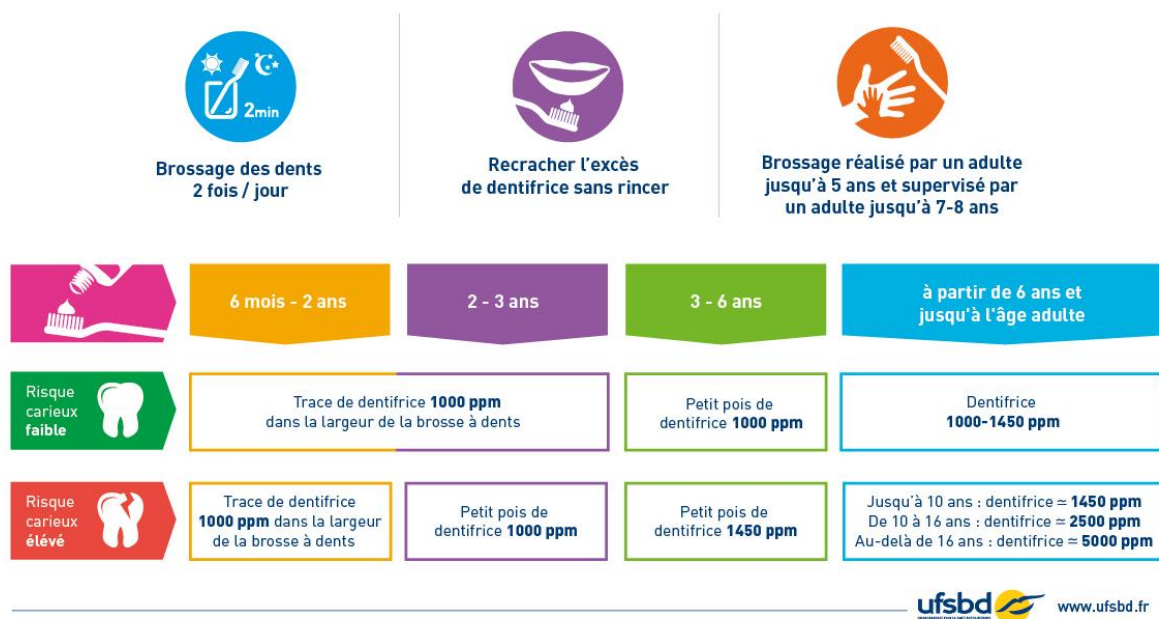 2min
Brossage des dents
2 fois / jour
Recracher l'excès
de dentifrice sans rincer
Brossage réalisé par un adulte
jusqu'à 5 ans et supervisé par
un adulte jusqu'à 7-8 ans
6 mois - 2 ans
2 - 3 ans
3 - 6 ans
à partir de 6 ans et
jusqu'à l'âge adulte
Risque
carieux
faible
Trace de dentifrice 1000 ppm
dans la largeur de la brosse à dents
Petit pois de
dentifrice 1000 ppm
Dentifrice
1000-1450 ppm
Risque
carieux
élévé
Trace de dentifrice
1000 ppm dans la largeur
de la brosse à dents
Petit pois de
dentifrice 1000 ppm
Petit pois de
dentifrice 1450 ppm
Jusqu'à 10 ans : dentifrice ≃ 1450 ppm
De 10 à 16 ans : dentifrice ≃ 2500 ppm
Au-delà de 16 ans : dentifrice ≃ 5000 ppm
ufsbd
www.ufsbd.fr